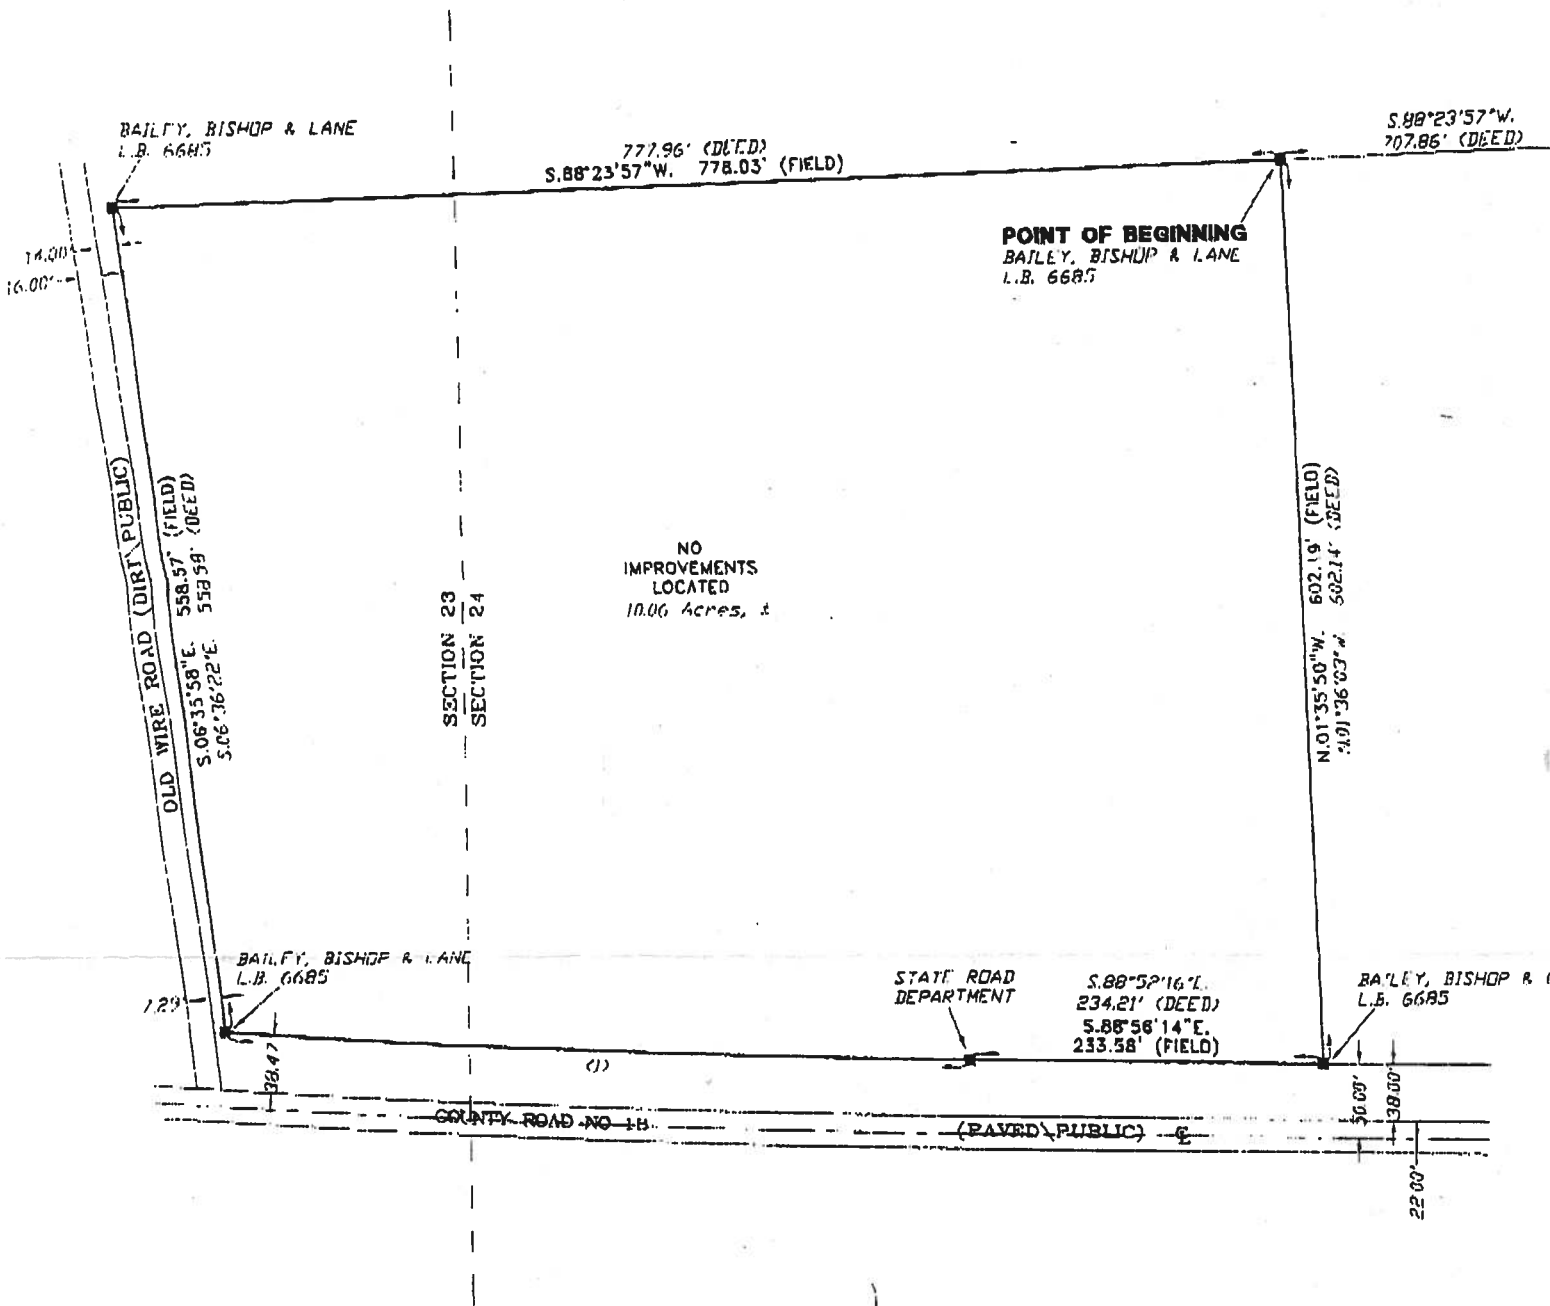 BAILEY, BISHOP & LANE
L.B. 6685
777.96' (DEED)
S.88°23'57"W. 778.03' (FIELD)
S.88°23'57"W.
707.86' (DEED)
POINT OF BEGINNING
BAILEY, BISHOP & LANE
L.B. 6685
16.00'
OLD WIRE ROAD (DIRT\PUBLIC)
S.06°35'58"E. 558.57' (FIELD)
S.06°36'22"E. 558.59' (DEED)
SECTION 23
SECTION 24
NO
IMPROVEMENTS
LOCATED
10.06 Acres, ±
N.01°35'50"W. 602.19' (FIELD)
N.01°36'03"W. 602.14' (DEED)
BAILEY, BISHOP & LANE
L.B. 6685
7.29'
38.47
(1)
STATE ROAD
DEPARTMENT
S.88°52'16"E.
234.21' (DEED)
S.88°56'14"E.
233.58' (FIELD)
BAILEY, BISHOP &
L.B. 6685
COUNTY ROAD NO 18
(PAVED\PUBLIC) ℄
50.00'
38.00'
22.00'